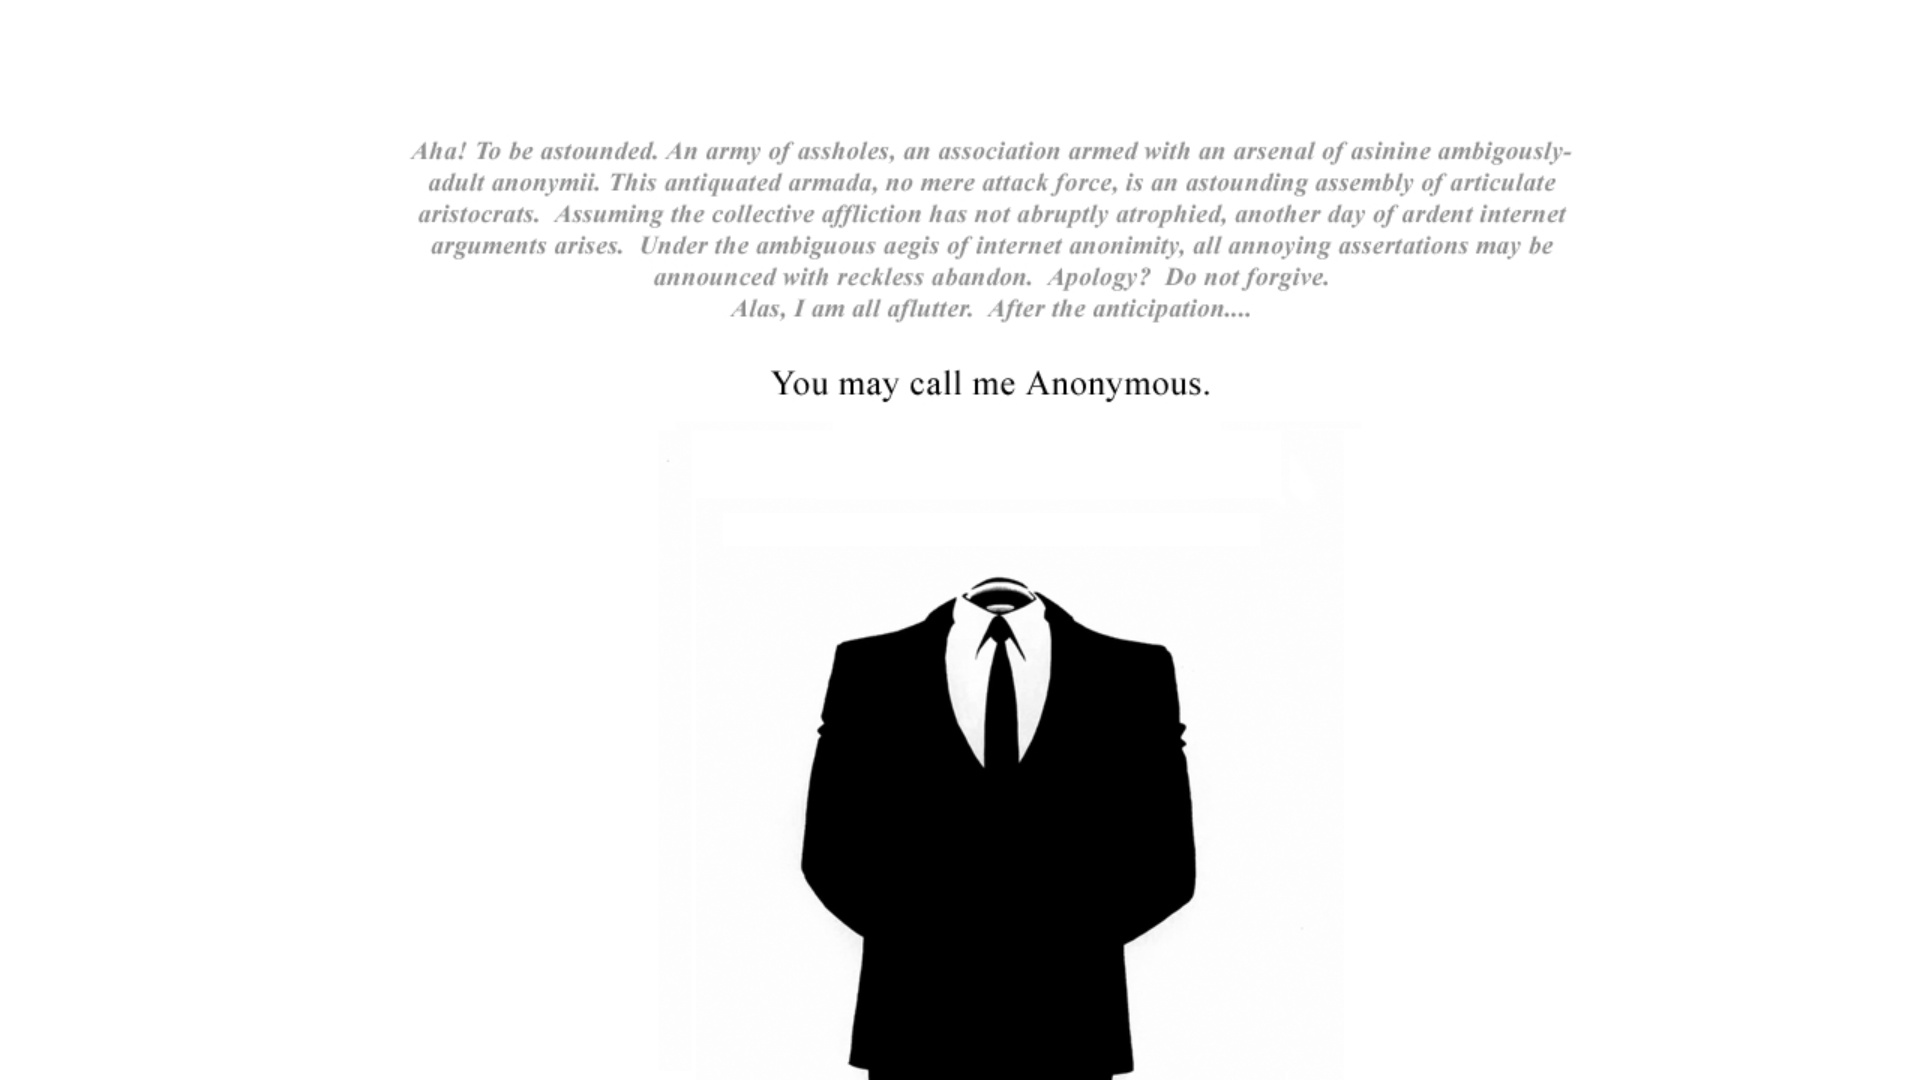 Aha! To be astounded. An army of assholes, an association armed with an arsenal of asinine ambigously-
adult anonymii. This antiquated armada, no mere attack force, is an astounding assembly of articulate
aristocrats.  Assuming the collective affliction has not abruptly atrophied, another day of ardent internet
arguments arises.  Under the ambiguous aegis of internet anonimity, all annoying assertations may be
announced with reckless abandon.  Apology?  Do not forgive.
Alas, I am all aflutter.  After the anticipation....
You may call me Anonymous.